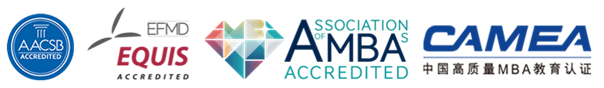 AACSB
ACCREDITED
EFMD
EQUIS
ACCREDITED
MBA
ASSOCIATION
OF AMBAs
ACCREDITED
CAMEA
中国高质量MBA教育认证